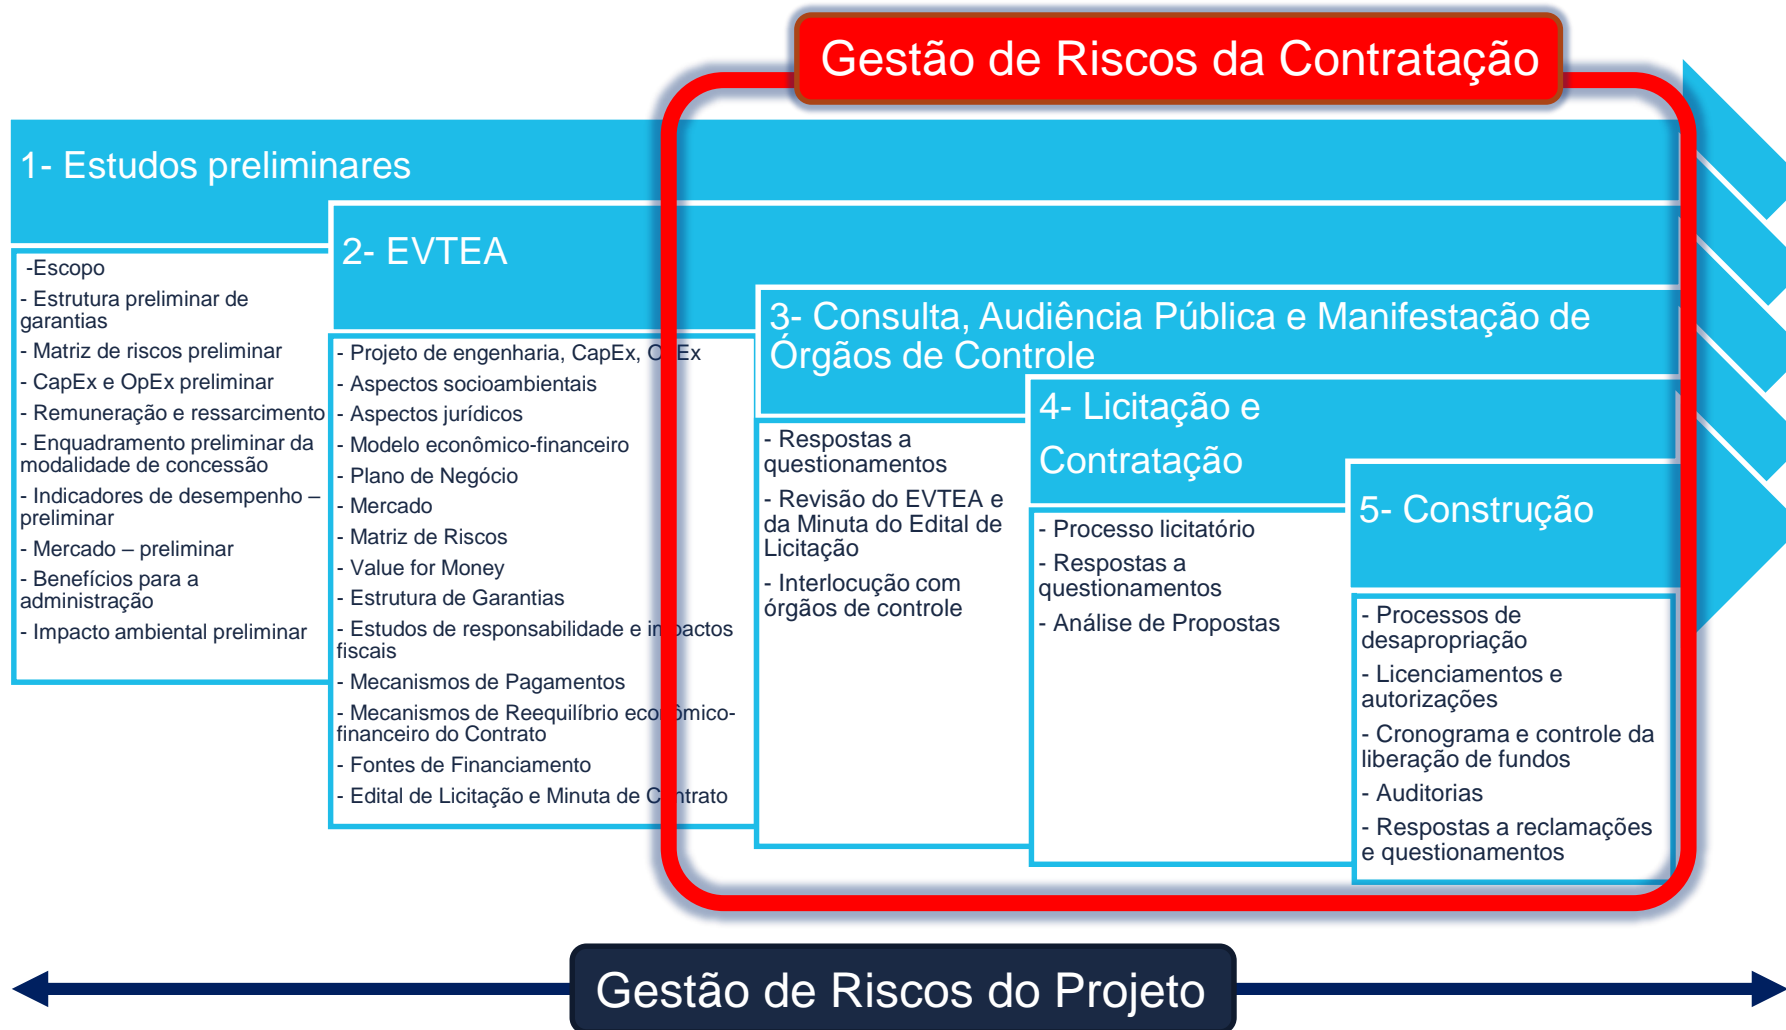 Gestão de Riscos da Contratação
1- Estudos preliminares
-Escopo
- Estrutura preliminar de
garantias
- Matriz de riscos preliminar
- CapEx e OpEx preliminar
- Remuneração e ressarcimento
- Enquadramento preliminar da
modalidade de concessão
- Indicadores de desempenho –
preliminar
- Mercado – preliminar
- Benefícios para a
administração
- Impacto ambiental preliminar
2- EVTEA
- Projeto de engenharia, CapEx, OpEx
- Aspectos socioambientais
- Aspectos jurídicos
- Modelo econômico-financeiro
- Plano de Negócio
- Mercado
- Matriz de Riscos
- Value for Money
- Estrutura de Garantias
- Estudos de responsabilidade e impactos
fiscais
- Mecanismos de Pagamentos
- Mecanismos de Reequilíbrio econômico-
financeiro do Contrato
- Fontes de Financiamento
- Edital de Licitação e Minuta de Contrato
3- Consulta, Audiência Pública e Manifestação de
Órgãos de Controle
- Respostas a
questionamentos
- Revisão do EVTEA e
da Minuta do Edital de
Licitação
- Interlocução com
órgãos de controle
4- Licitação e
Contratação
- Processo licitatório
- Respostas a
questionamentos
- Análise de Propostas
5- Construção
- Processos de
desapropriação
- Licenciamentos e
autorizações
- Cronograma e controle da
liberação de fundos
- Auditorias
- Respostas a reclamações
e questionamentos
Gestão de Riscos do Projeto